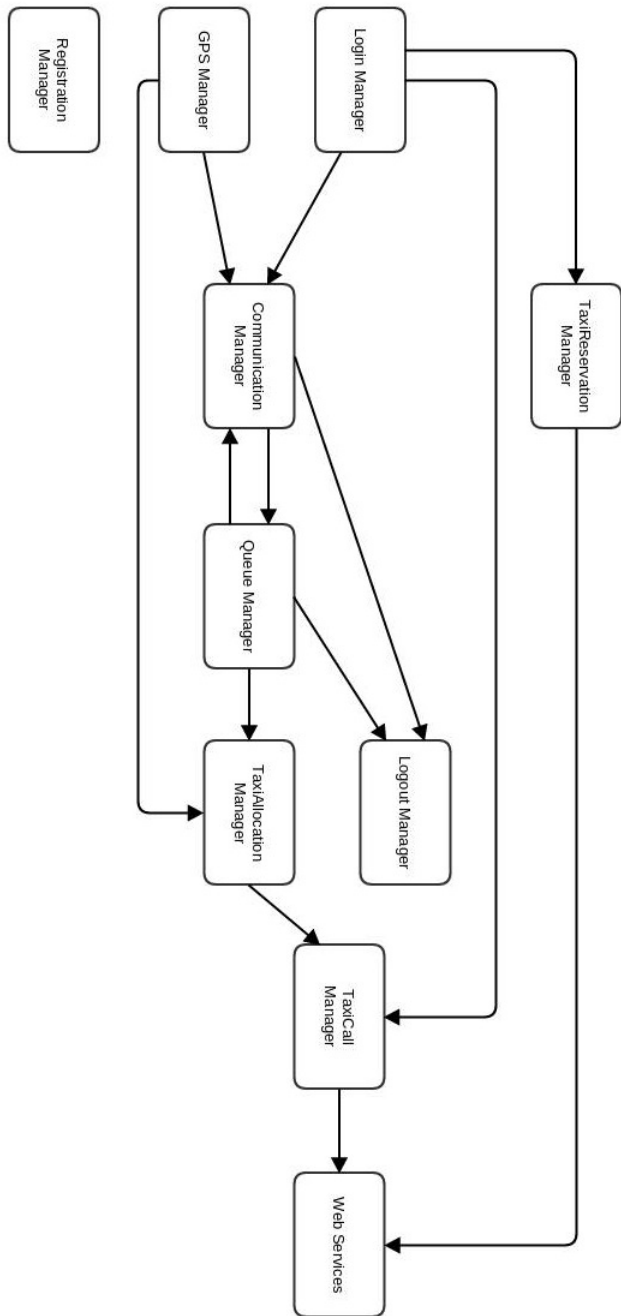 TaxiReservation
Manager
Login Manager
GPS Manager
Registration
Manager
Communication
Manager
Queue Manager
Logout Manager
TaxiAllocation
Manager
TaxiCall
Manager
Web Services